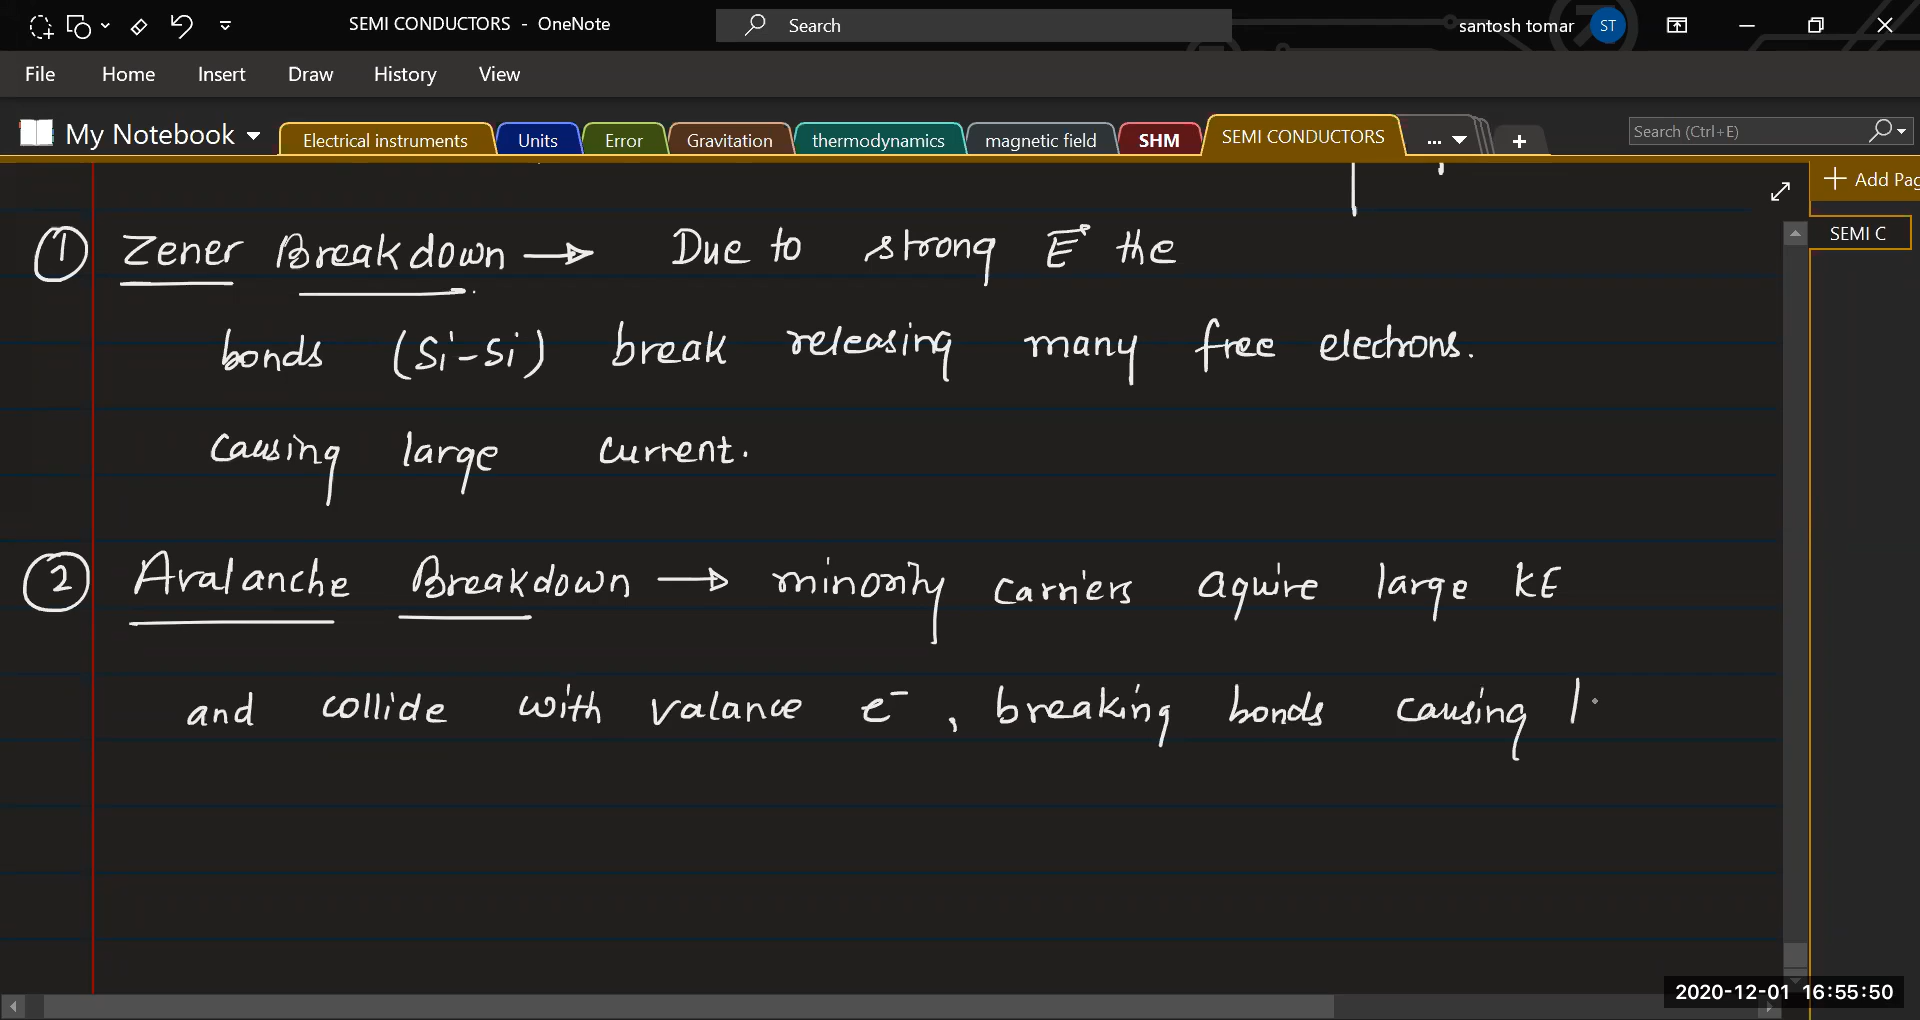 SEMI CONDUCTORS - OneNote
Search
santosh tomar
ST
File Home Insert Draw History View
My Notebook
Electrical instruments
Units
Error
Gravitation
thermodynamics
magnetic field
SHM
SEMI CONDUCTORS
...
+
Search (Ctrl+E)
+ Add Pag
SEMI C
① Zener Breakdown → Due to strong E⃗ the
bonds (Si-Si) break releasing many free electrons.
causing large current.
② Avalanche Breakdown → minority carriers aquire large KE
and collide with valance e⁻, breaking bonds causing l
2020-12-01 16:55:50